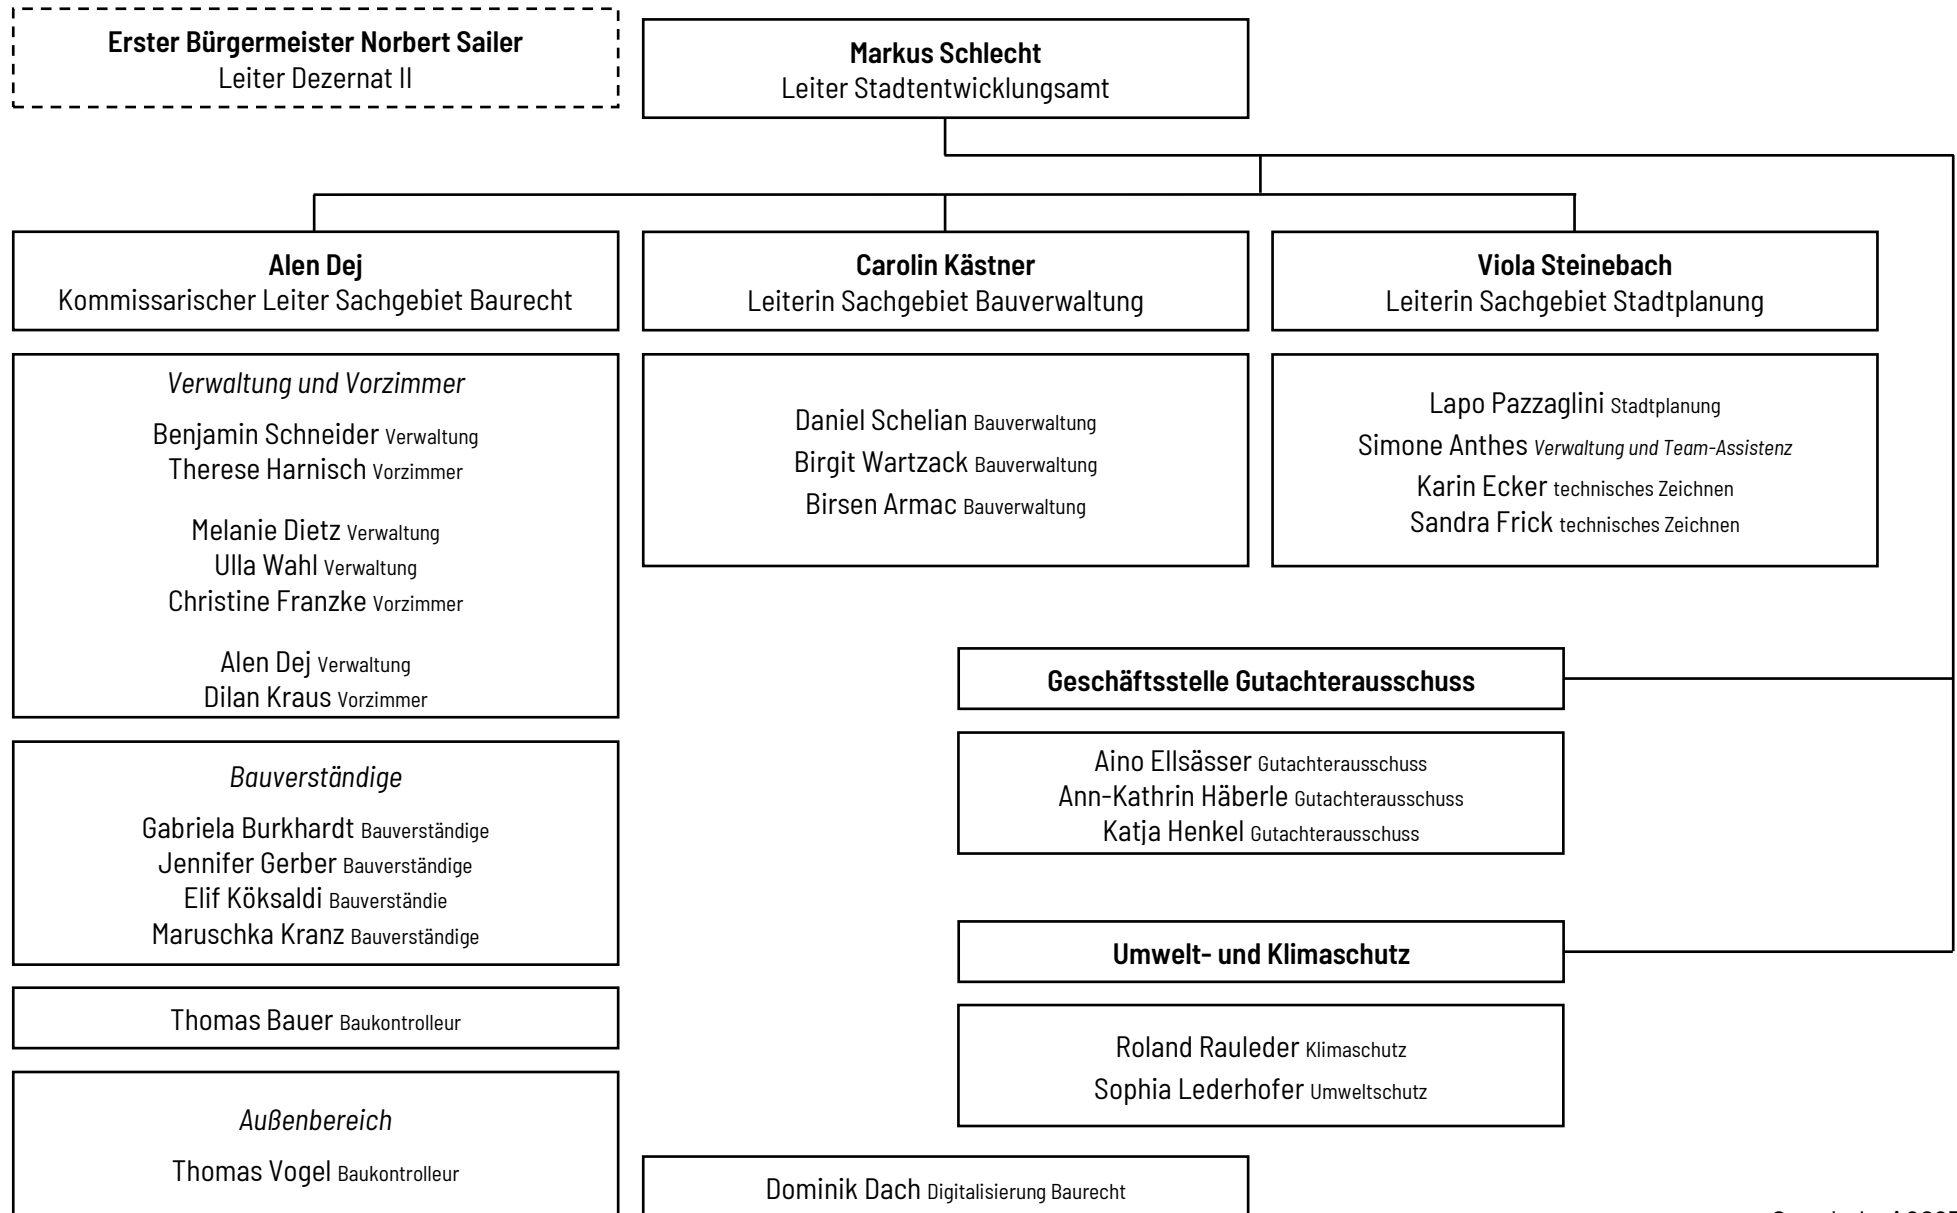 Erster Bürgermeister Norbert Sailer
Leiter Dezernat II
Markus Schlecht
Leiter Stadtentwicklungsamt
Alen Dej
Kommissarischer Leiter Sachgebiet Baurecht
Carolin Kästner
Leiterin Sachgebiet Bauverwaltung
Viola Steinebach
Leiterin Sachgebiet Stadtplanung
Verwaltung und Vorzimmer
Benjamin Schneider Verwaltung
Therese Harnisch Vorzimmer
Melanie Dietz Verwaltung
Ulla Wahl Verwaltung
Christine Franzke Vorzimmer
Alen Dej Verwaltung
Dilan Kraus Vorzimmer
Daniel Schelian Bauverwaltung
Birgit Wartzack Bauverwaltung
Birsen Armac Bauverwaltung
Lapo Pazzaglini Stadtplanung
Simone Anthes Verwaltung und Team-Assistenz
Karin Ecker technisches Zeichnen
Sandra Frick technisches Zeichnen
Geschäftsstelle Gutachterausschuss
Aino Ellsässer Gutachterausschuss
Ann-Kathrin Häberle Gutachterausschuss
Katja Henkel Gutachterausschuss
Bauverständige
Gabriela Burkhardt Bauverständige
Jennifer Gerber Bauverständige
Elif Köksaldi Bauverständie
Maruschka Kranz Bauverständige
Umwelt- und Klimaschutz
Roland Rauleder Klimaschutz
Sophia Lederhofer Umweltschutz
Thomas Bauer Baukontrolleur
Außenbereich
Thomas Vogel Baukontrolleur
Dominik Dach Digitalisierung Baurecht